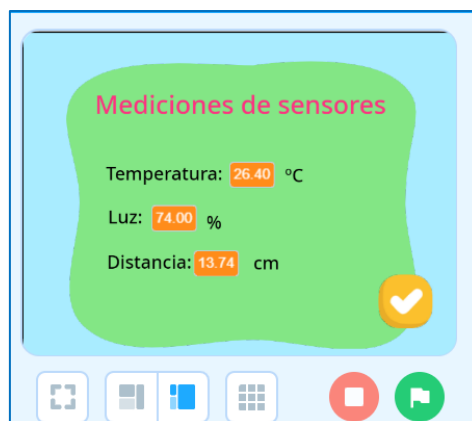 Mediciones de sensores
Temperatura: 26.40 ºC
Luz: 74.00 %
Distancia: 13.74 cm